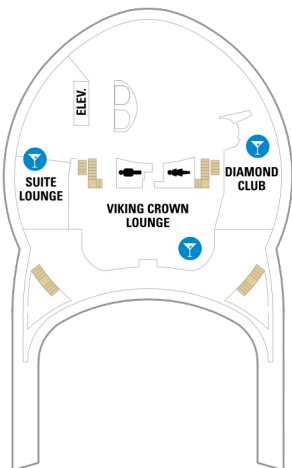 ELEV.
SUITE
LOUNGE
DIAMOND
CLUB
VIKING CROWN
LOUNGE